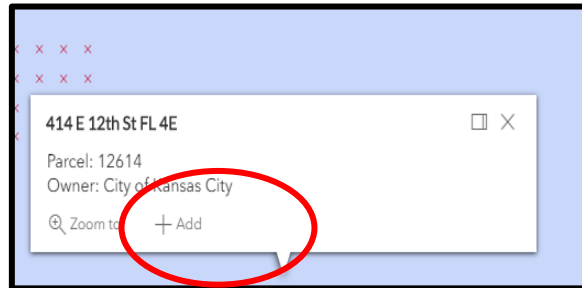 x x x x
x x x x
x
x
414 E 12th St FL 4E
Parcel: 12614
Owner: City of Kansas City
Zoom to
+ Add